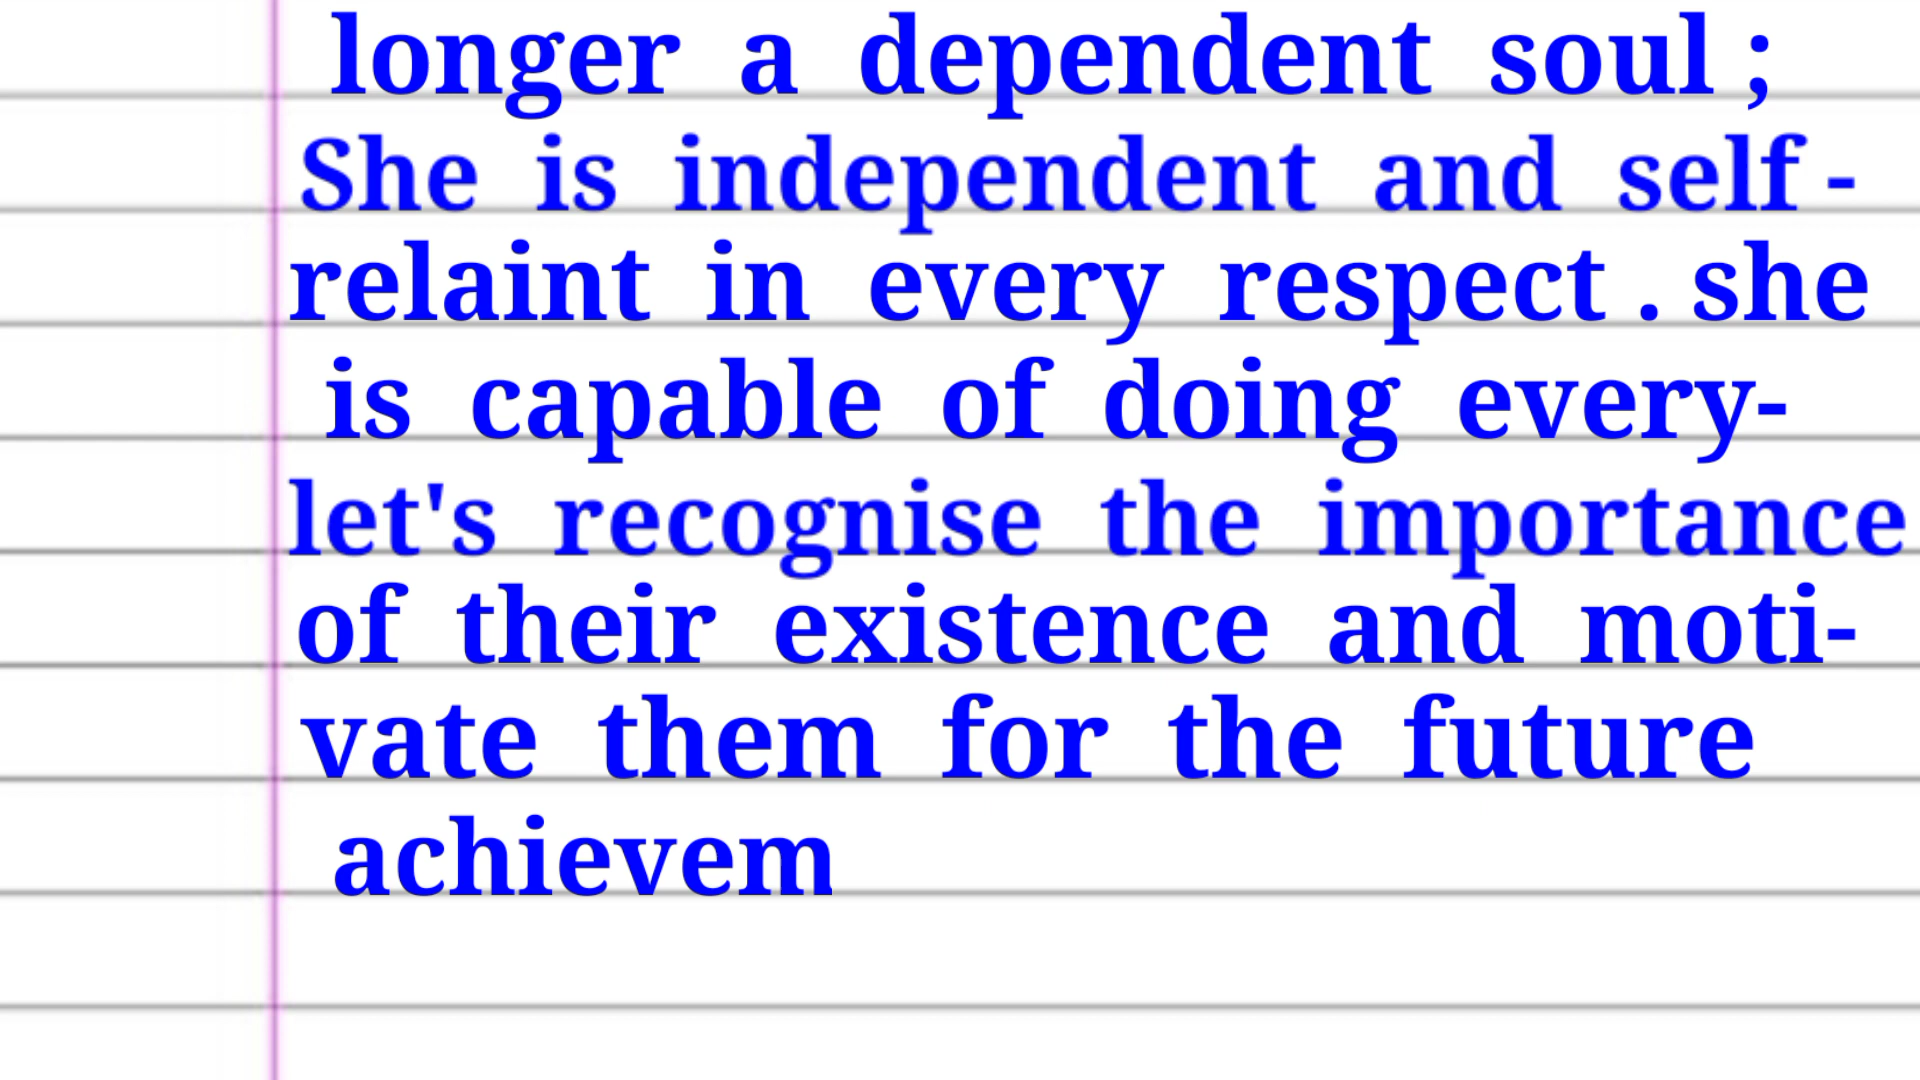 longer a dependent soul ;
She is independent and self -
relaint in every respect . she
is capable of doing every-
let's recognise the importance
of their existence and moti-
vate them for the future
achievem